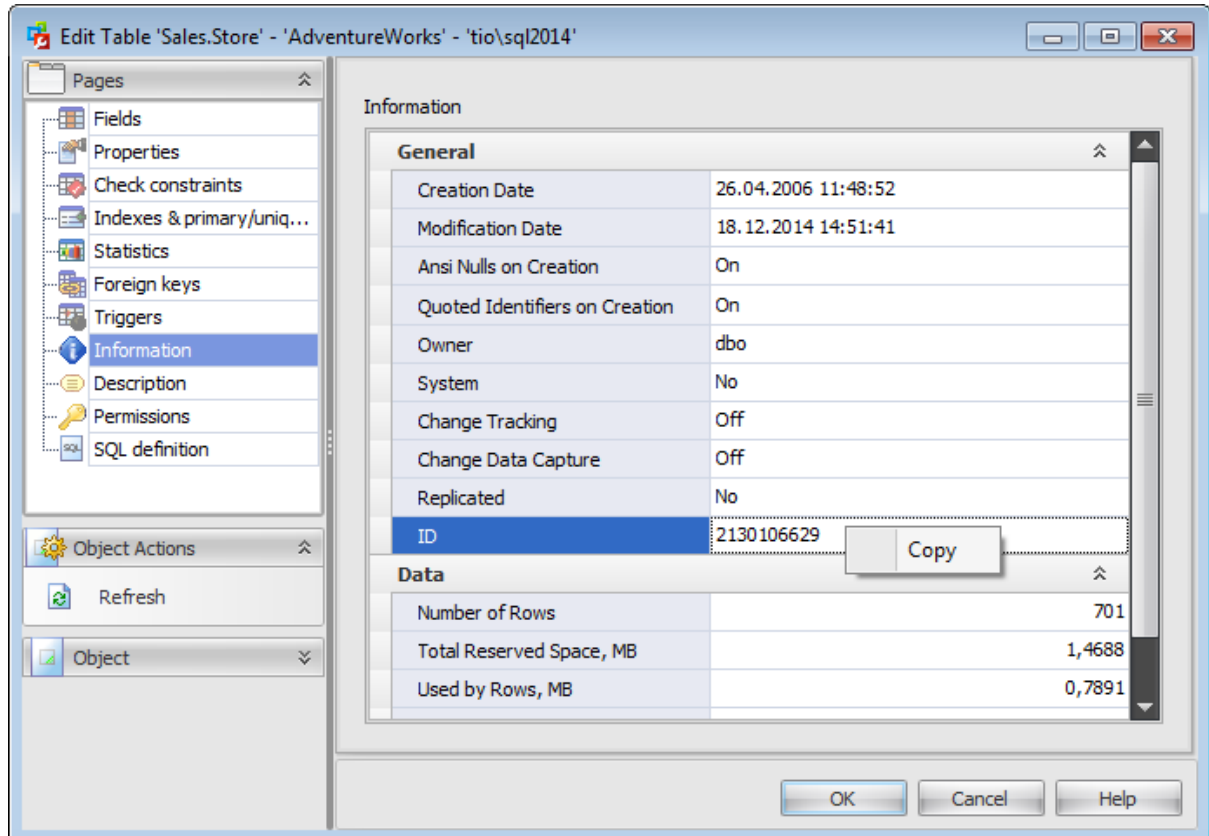 Edit Table 'Sales.Store' - 'AdventureWorks' - 'tio\sql2014'
Pages
Fields
Properties
Check constraints
Indexes & primary/uniq...
Statistics
Foreign keys
Triggers
Information
Description
Permissions
SQL definition
Object Actions
Refresh
Object
Information
General
Creation Date 26.04.2006 11:48:52
Modification Date 18.12.2014 14:51:41
Ansi Nulls on Creation On
Quoted Identifiers on Creation On
Owner dbo
System No
Change Tracking Off
Change Data Capture Off
Replicated No
ID 2130106629
Copy
Data
Number of Rows 701
Total Reserved Space, MB 1,4688
Used by Rows, MB 0,7891
OK Cancel Help